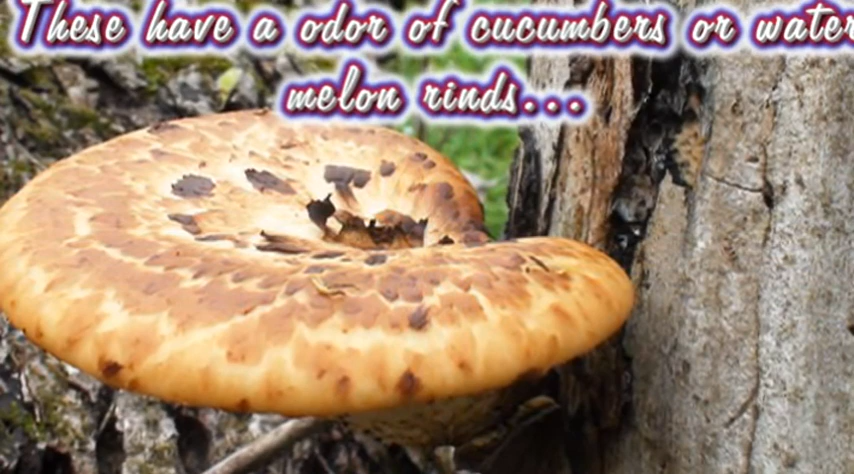 These have a odor of cucumbers or water
melon rinds...